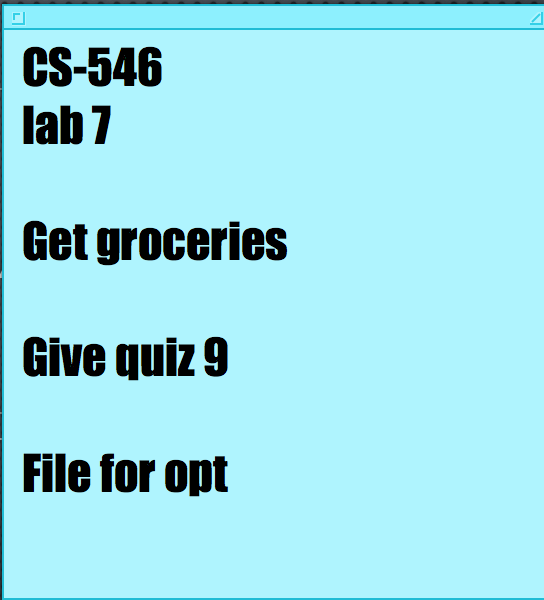 CS-546
lab 7
Get groceries
Give quiz 9
File for opt